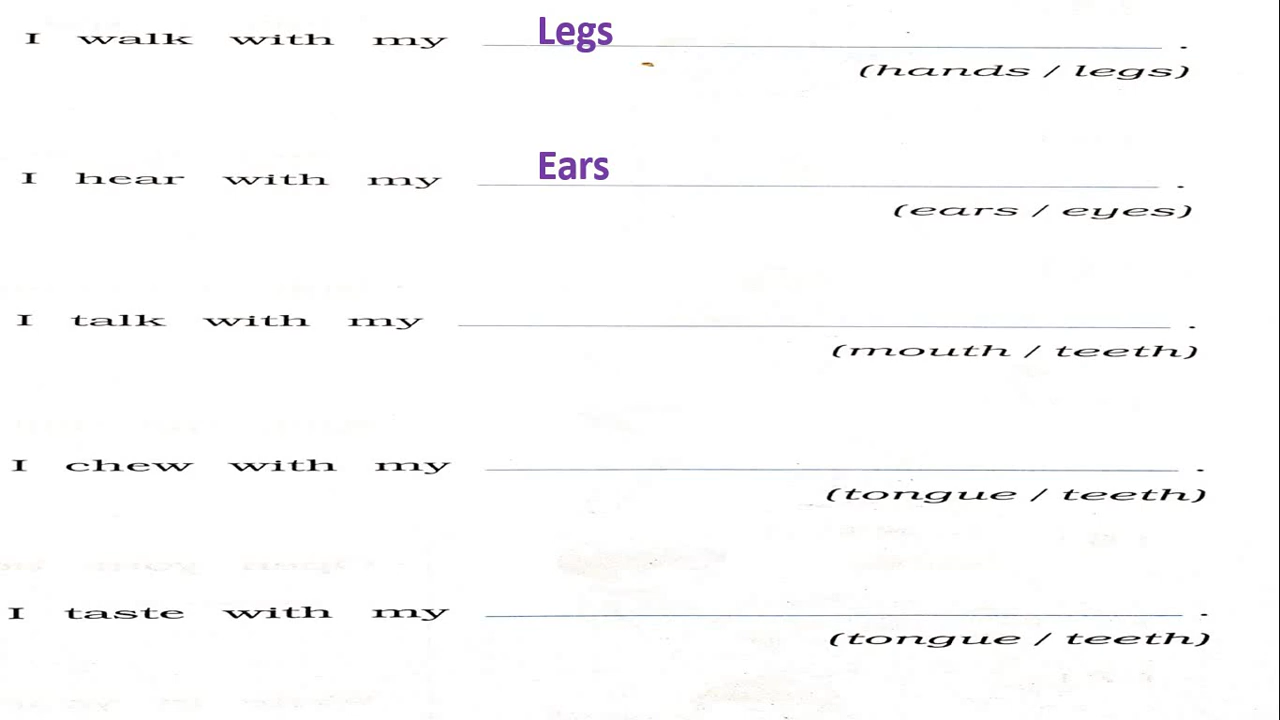 I walk with my Legs .
(hands / legs)
I hear with my Ears .
(ears / eyes)
I talk with my .
(mouth / teeth)
I chew with my .
(tongue / teeth)
I taste with my .
(tongue / teeth)